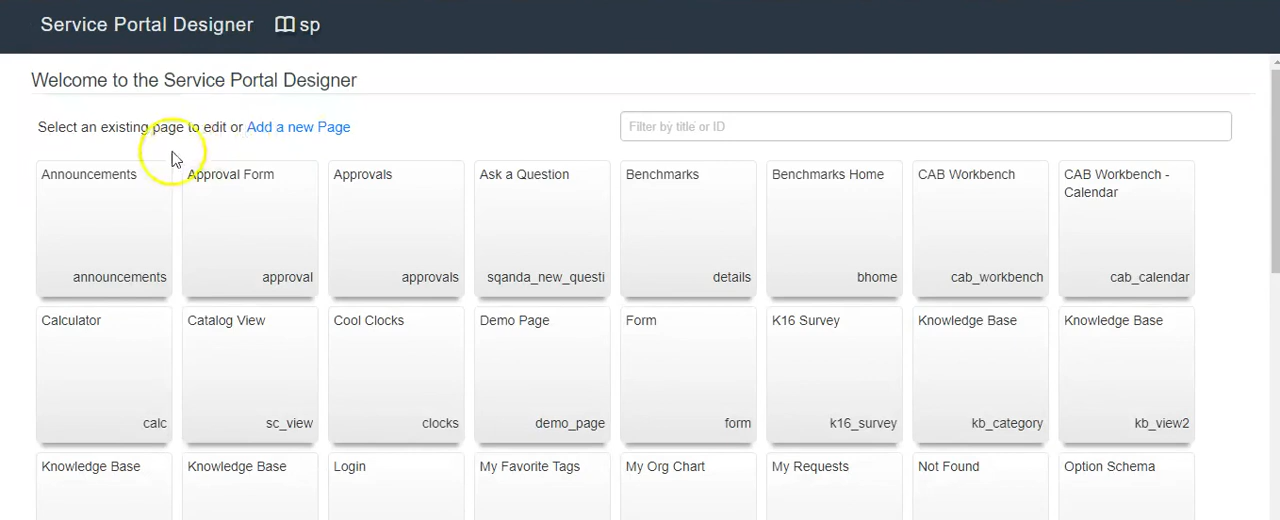 Service Portal Designer sp
Welcome to the Service Portal Designer
Select an existing page to edit or Add a new Page
Filter by title or ID
Announcements
announcements
Approval Form
approval
Approvals
approvals
Ask a Question
sqanda_new_questi
Benchmarks
details
Benchmarks Home
bhome
CAB Workbench
cab_workbench
CAB Workbench -
Calendar
cab_calendar
Calculator
calc
Catalog View
sc_view
Cool Clocks
clocks
Demo Page
demo_page
Form
form
K16 Survey
k16_survey
Knowledge Base
kb_category
Knowledge Base
kb_view2
Knowledge Base
Knowledge Base
Login
My Favorite Tags
My Org Chart
My Requests
Not Found
Option Schema